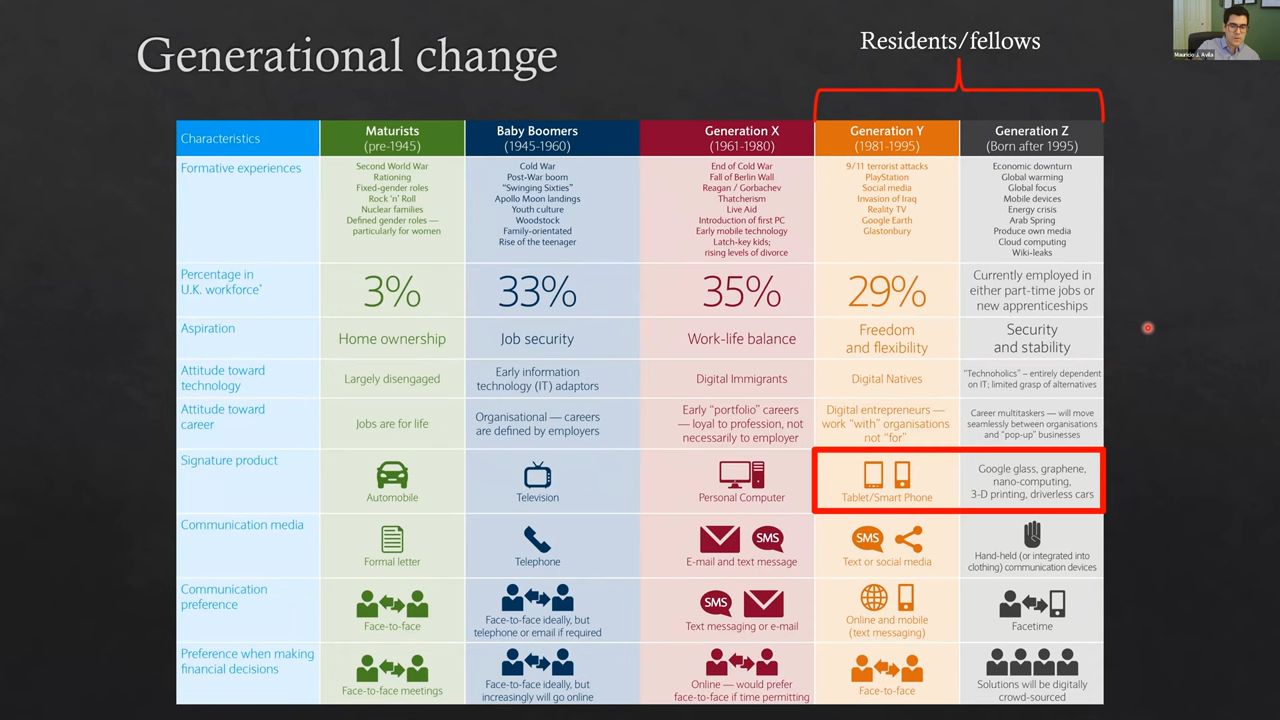 Generational change
Residents/fellows
Mauricio J. Avila
Characteristics
Maturists
(pre-1945)
Baby Boomers
(1945-1960)
Generation X
(1961-1980)
Generation Y
(1981-1995)
Generation Z
(Born after 1995)
Formative experiences
Second World War
Rationing
Fixed-gender roles
Rock 'n' Roll
Nuclear families
Defined gender roles —
particularly for women
Cold War
Post-War boom
"Swinging Sixties"
Apollo Moon landings
Youth culture
Woodstock
Family-orientated
Rise of the teenager
End of Cold War
Fall of Berlin Wall
Reagan / Gorbachev
Thatcherism
Live Aid
Introduction of first PC
Early mobile technology
Latch-key kids;
rising levels of divorce
9/11 terrorist attacks
PlayStation
Social media
Invasion of Iraq
Reality TV
Google Earth
Glastonbury
Economic downturn
Global warming
Global focus
Mobile devices
Energy crisis
Arab Spring
Produce own media
Cloud computing
Wiki-leaks
Percentage in
U.K. workforce*
3%
33%
35%
29%
Currently employed in
either part-time jobs or
new apprenticeships
Aspiration
Home ownership
Job security
Work-life balance
Freedom
and flexibility
Security
and stability
Attitude toward
technology
Largely disengaged
Early information
technology (IT) adaptors
Digital Immigrants
Digital Natives
"Technoholics" – entirely dependent
on IT; limited grasp of alternatives
Attitude toward
career
Jobs are for life
Organisational — careers
are defined by employers
Early "portfolio" careers
— loyal to profession, not
necessarily to employer
Digital entrepreneurs —
work "with" organisations
not "for"
Career multitaskers — will move
seamlessly between organisations
and "pop-up" businesses
Signature product
Automobile
Television
Personal Computer
Tablet/Smart Phone
Google glass, graphene,
nano-computing,
3-D printing, driverless cars
Communication media
Formal letter
Telephone
SMS
E-mail and text message
SMS
Text or social media
Hand-held (or integrated into
clothing) communication devices
Communication
preference
Face-to-face
Face-to-face ideally, but
telephone or email if required
SMS
Text messaging or e-mail
Online and mobile
(text messaging)
Facetime
Preference when making
financial decisions
Face-to-face meetings
Face-to-face ideally, but
increasingly will go online
Online — would prefer
face-to-face if time permitting
Face-to-face
Solutions will be digitally
crowd-sourced